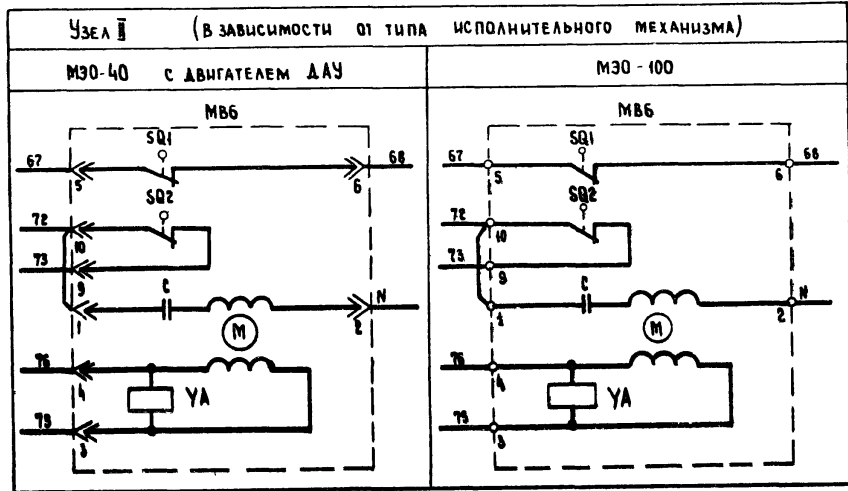 Узел II (в зависимости от типа исполнительного механизма)
МЭО-40 с двигателем ДАУ
МЭО-100
МВ6
SQ1
67
5
6
68
SQ2
72
10
73
9
C
N
1
2
M
76
4
YA
79
3
МВ6
SQ1
67
5
6
68
SQ2
72
10
73
9
C
N
1
2
M
76
4
YA
79
3